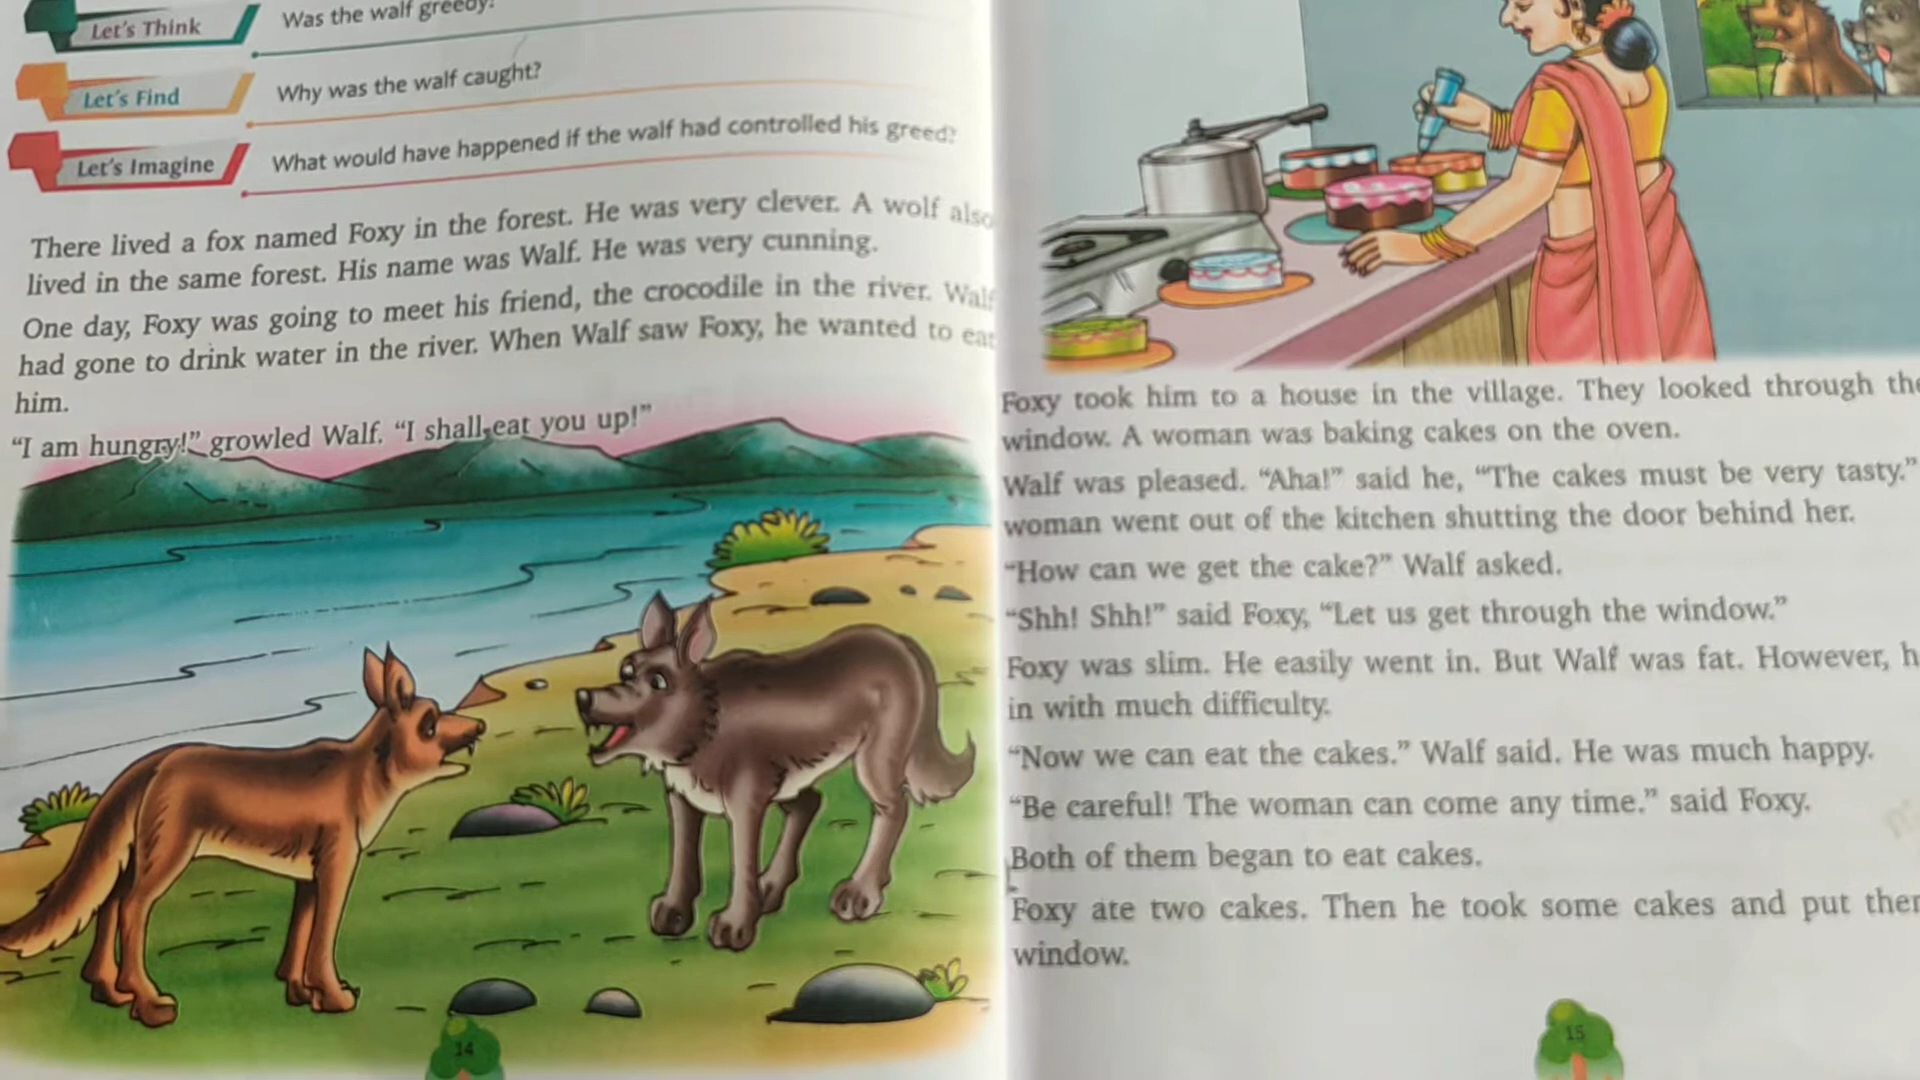 Let's Think
Was the walf greedy?
Let's Find
Why was the walf caught?
Let's Imagine
What would have happened if the walf had controlled his greed?
There lived a fox named Foxy in the forest. He was very clever. A wolf also
lived in the same forest. His name was Walf. He was very cunning.
One day, Foxy was going to meet his friend, the crocodile in the river. Walf
had gone to drink water in the river. When Walf saw Foxy, he wanted to eat
him.
“I am hungry!” growled Walf. “I shall eat you up!”
14
Foxy took him to a house in the village. They looked through the
window. A woman was baking cakes on the oven.
Walf was pleased. “Aha!” said he, “The cakes must be very tasty.”
woman went out of the kitchen shutting the door behind her.
“How can we get the cake?” Walf asked.
“Shh! Shh!” said Foxy, “Let us get through the window.”
Foxy was slim. He easily went in. But Walf was fat. However,
in with much difficulty.
“Now we can eat the cakes.” Walf said. He was much happy.
“Be careful! The woman can come any time.” said Foxy.
Both of them began to eat cakes.
Foxy ate two cakes. Then he took some cakes and put
window.
15